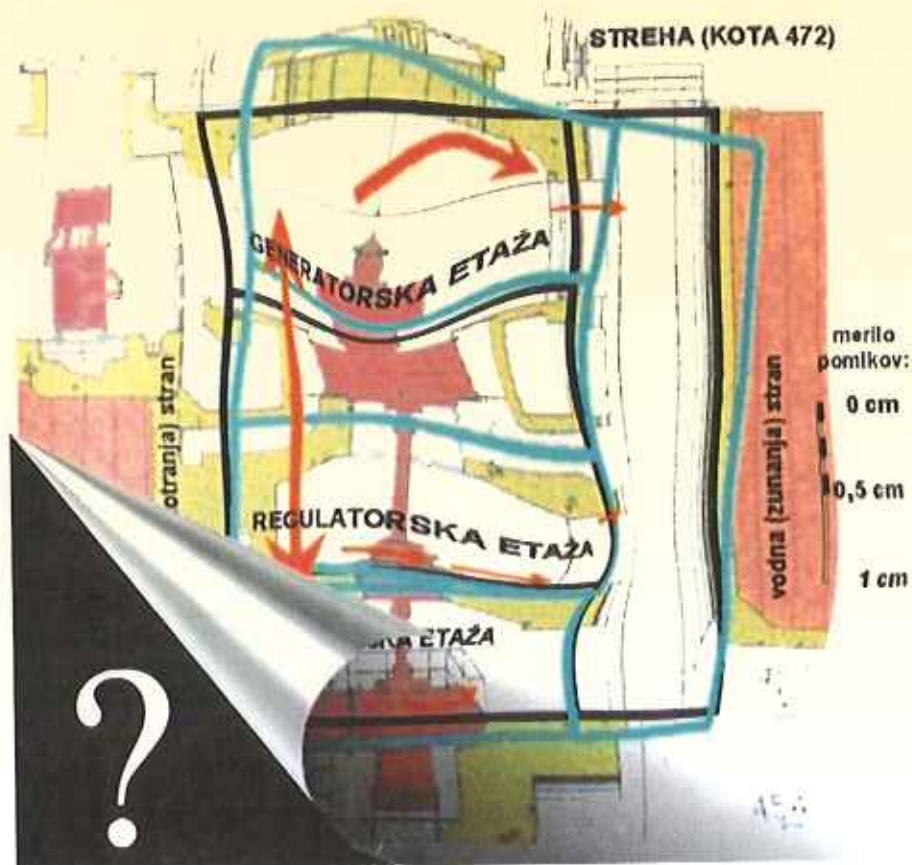 STREHA (KOTA 472)
GENERATORSKA ETAŽA
merilo
pomikov:
0 cm
0,5 cm
1 cm
otranja) stran
vodna (zunanja) stran
REGULATORSKA ETAŽA
ETAŽA
?